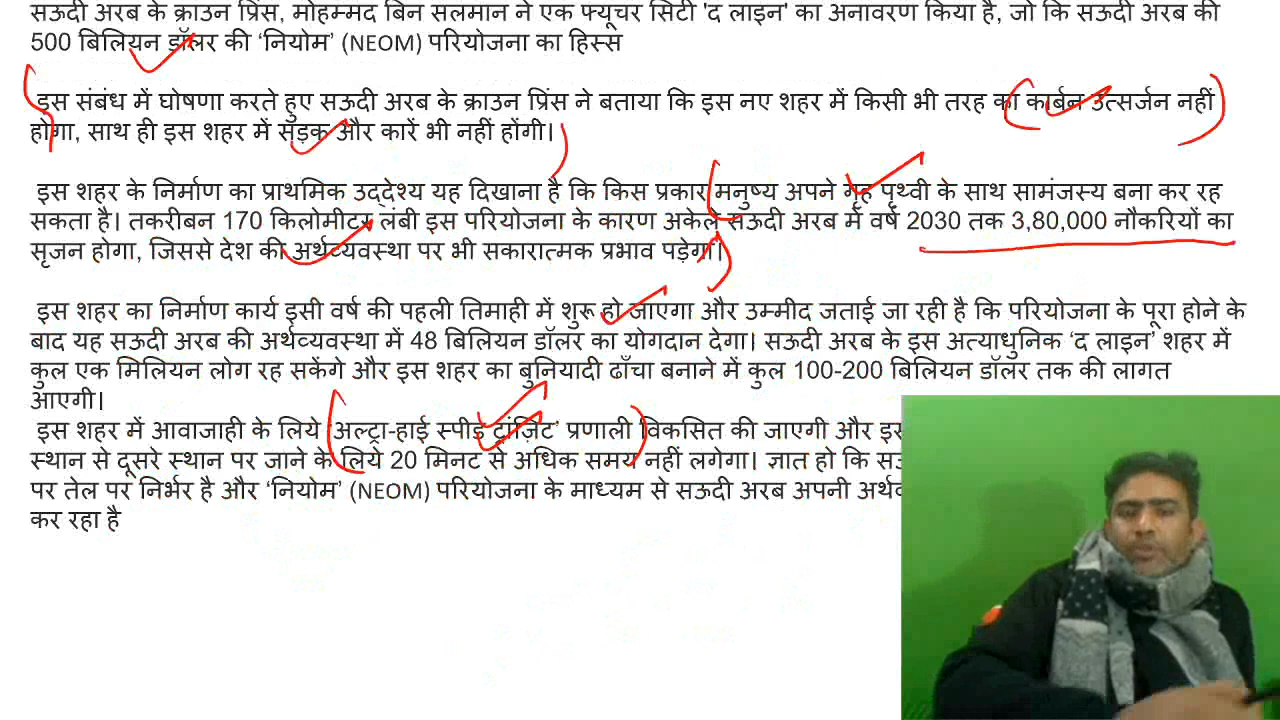 सऊदी अरब के क्राउन प्रिंस, मोहम्मद बिन सलमान ने एक फ्यूचर सिटी 'द लाइन' का अनावरण किया है, जो कि सऊदी अरब की
500 बिलियन डॉलर की ‘नियोम’ (NEOM) परियोजना का हिस्स
इस संबंध में घोषणा करते हुए सऊदी अरब के क्राउन प्रिंस ने बताया कि इस नए शहर में किसी भी तरह का कार्बन उत्सर्जन नहीं
होगा, साथ ही इस शहर में सड़क और कारें भी नहीं होंगी।
इस शहर के निर्माण का प्राथमिक उद्देश्य यह दिखाना है कि किस प्रकार मनुष्य अपने गृह पृथ्वी के साथ सामंजस्य बना कर रह
सकता है। तकरीबन 170 किलोमीटर लंबी इस परियोजना के कारण अकेले सऊदी अरब में वर्ष 2030 तक 3,80,000 नौकरियों का
सृजन होगा, जिससे देश की अर्थव्यवस्था पर भी सकारात्मक प्रभाव पड़ेगा।
इस शहर का निर्माण कार्य इसी वर्ष की पहली तिमाही में शुरू हो जाएगा और उम्मीद जताई जा रही है कि परियोजना के पूरा होने के
बाद यह सऊदी अरब की अर्थव्यवस्था में 48 बिलियन डॉलर का योगदान देगा। सऊदी अरब के इस अत्याधुनिक ‘द लाइन’ शहर में
कुल एक मिलियन लोग रह सकेंगे और इस शहर का बुनियादी ढाँचा बनाने में कुल 100-200 बिलियन डॉलर तक की लागत
आएगी।
इस शहर में आवाजाही के लिये ‘अल्ट्रा-हाई स्पीड ट्रांज़िट’ प्रणाली विकसित की जाएगी और
स्थान से दूसरे स्थान पर जाने के लिये 20 मिनट से अधिक समय नहीं लगेगा। ज्ञात हो कि
पर तेल पर निर्भर है और ‘नियोम’ (NEOM) परियोजना के माध्यम से सऊदी अरब अपनी
कर रहा है